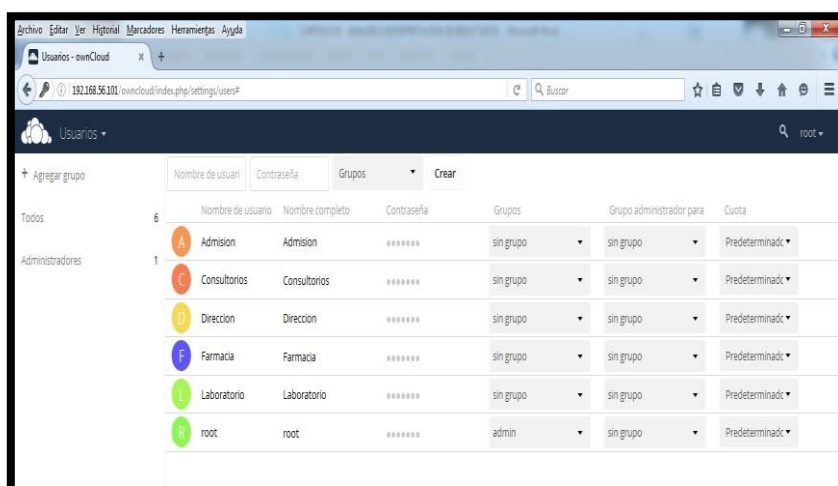 Archivo Editar Ver Historial Marcadores Herramientas Ayuda
Usuarios - ownCloud x +
192.168.56.101/owncloud/index.php/settings/users# Buscar
Usuarios root
+ Agregar grupo Nombre de usuari Contraseña Grupos Crear
Nombre de usuario Nombre completo Contraseña Grupos Grupo administrador para Cuota
Todos 6
A Admision Admision ●●●●●●● sin grupo sin grupo Predeterminadc
Administradores 1
C Consultorios Consultorios ●●●●●●● sin grupo sin grupo Predeterminadc
D Direccion Direccion ●●●●●●● sin grupo sin grupo Predeterminadc
F Farmacia Farmacia ●●●●●●● sin grupo sin grupo Predeterminadc
L Laboratorio Laboratorio ●●●●●●● sin grupo sin grupo Predeterminadc
R root root ●●●●●●● admin sin grupo Predeterminadc